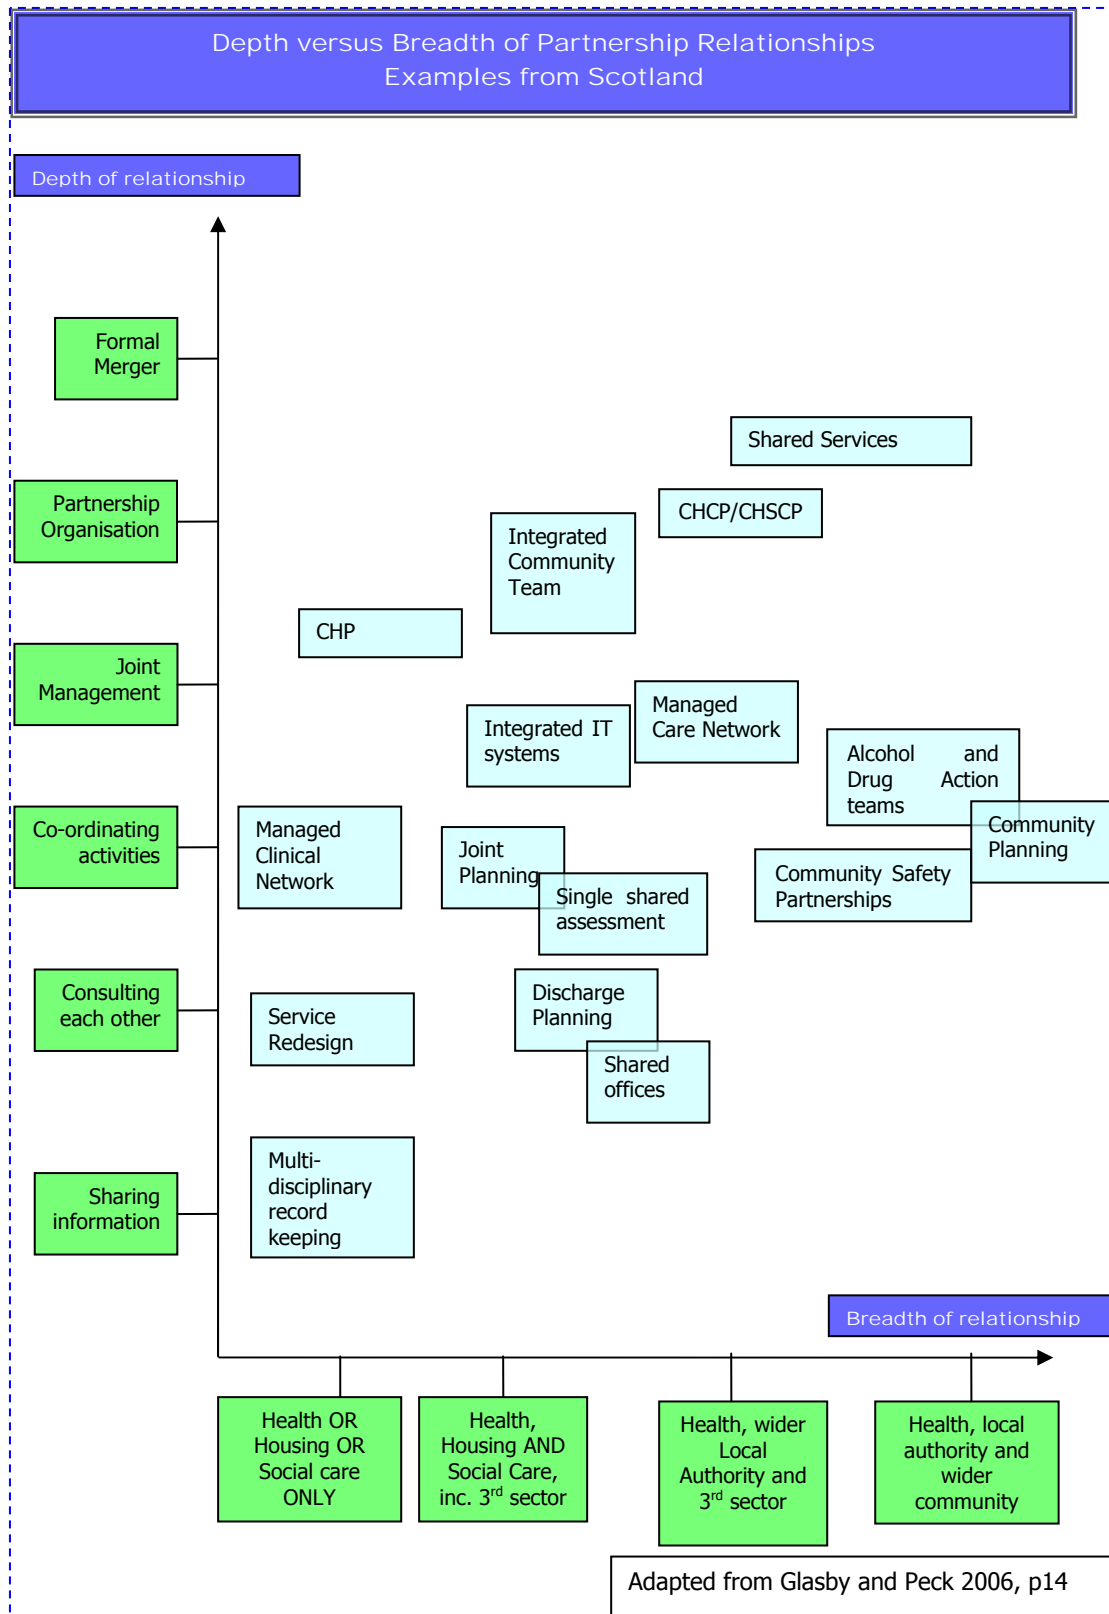 Depth versus Breadth of Partnership Relationships
Examples from Scotland
Depth of relationship
Formal
Merger
Shared Services
Partnership
Organisation
CHCP/CHSCP
Integrated
Community
Team
CHP
Joint
Management
Managed
Care Network
Integrated IT
systems
Alcohol and
Drug Action
teams
Community
Planning
Co-ordinating
activities
Managed
Clinical
Network
Joint
Planning
Single shared
assessment
Community Safety
Partnerships
Consulting
each other
Service
Redesign
Discharge
Planning
Shared
offices
Sharing
information
Multi-
disciplinary
record
keeping
Breadth of relationship
Health OR
Housing OR
Social care
ONLY
Health,
Housing AND
Social Care,
inc. 3rd sector
Health, wider
Local
Authority and
3rd sector
Health, local
authority and
wider
community
Adapted from Glasby and Peck 2006, p14